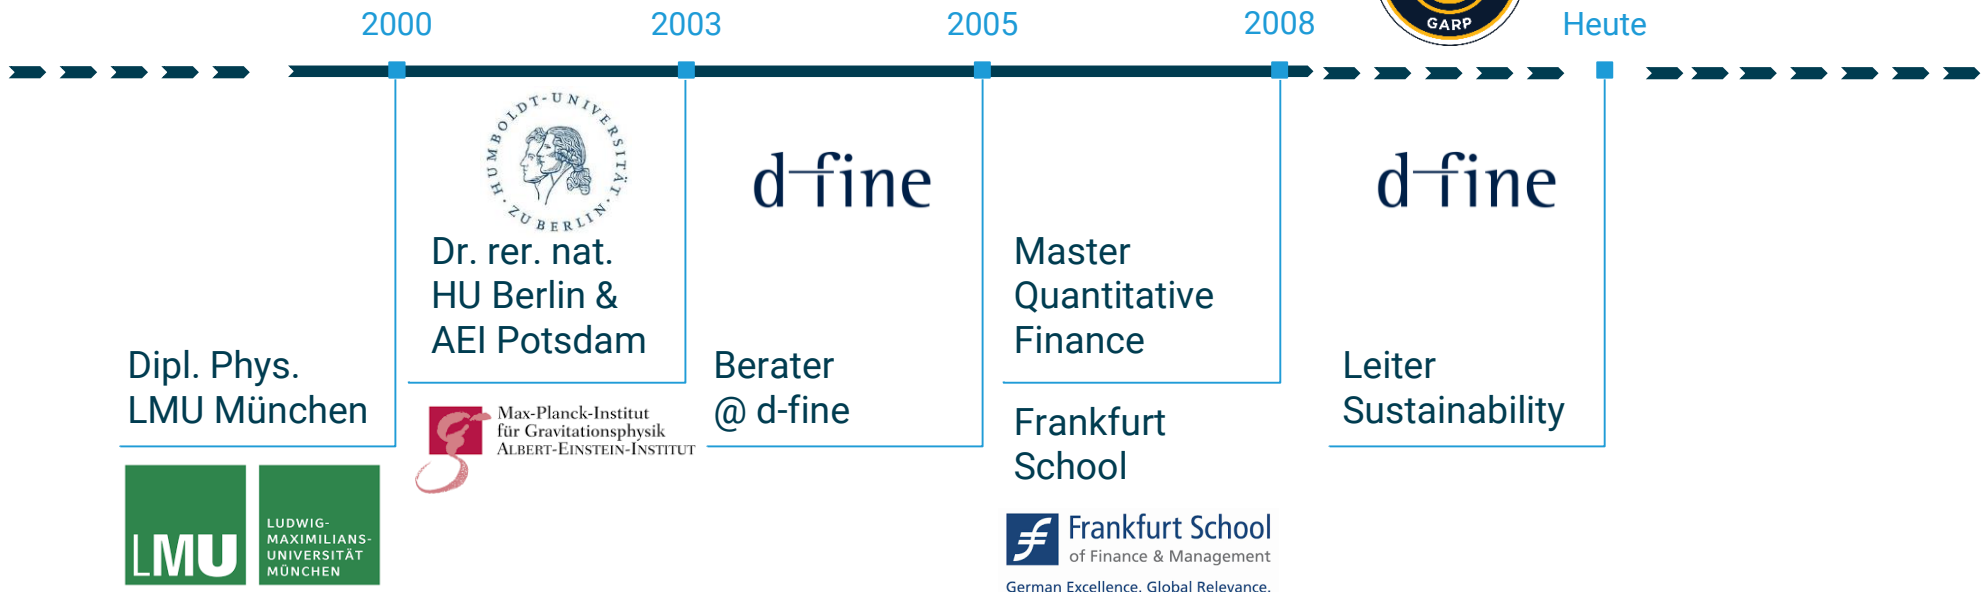 2000
2003
2005
2008
GARP
Heute
HUMBOLDT-UNIVERSITÄT · ZU BERLIN ·
d-fine
d-fine
Dr. rer. nat.
HU Berlin &
AEI Potsdam
Master
Quantitative
Finance
Dipl. Phys.
LMU München
Berater
@ d-fine
Leiter
Sustainability
Max-Planck-Institut
für Gravitationsphysik
ALBERT-EINSTEIN-INSTITUT
Frankfurt
School
LMU
LUDWIG-
MAXIMILIANS-
UNIVERSITÄT
MÜNCHEN
Frankfurt School
of Finance & Management
German Excellence. Global Relevance.